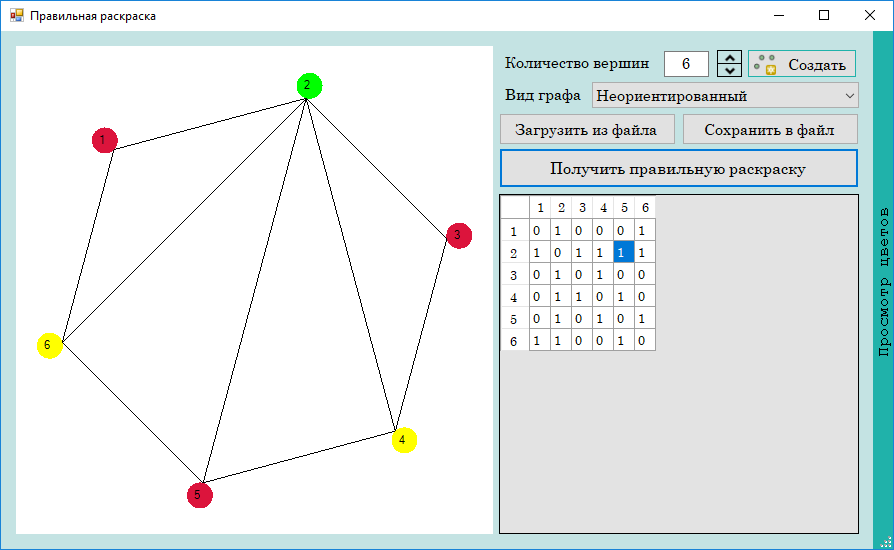 Правильная раскраска
Количество вершин 6 Создать
Вид графа Неориентированный
Загрузить из файла Сохранить в файл
Получить правильную раскраску
1 2 3 4 5 6
1 0 1 0 0 0 1
2 1 0 1 1 1 1
3 0 1 0 1 0 0
4 0 1 1 0 1 0
5 0 1 0 1 0 1
6 1 1 0 0 1 0
Просмотр цветов
2
1
3
6
4
5